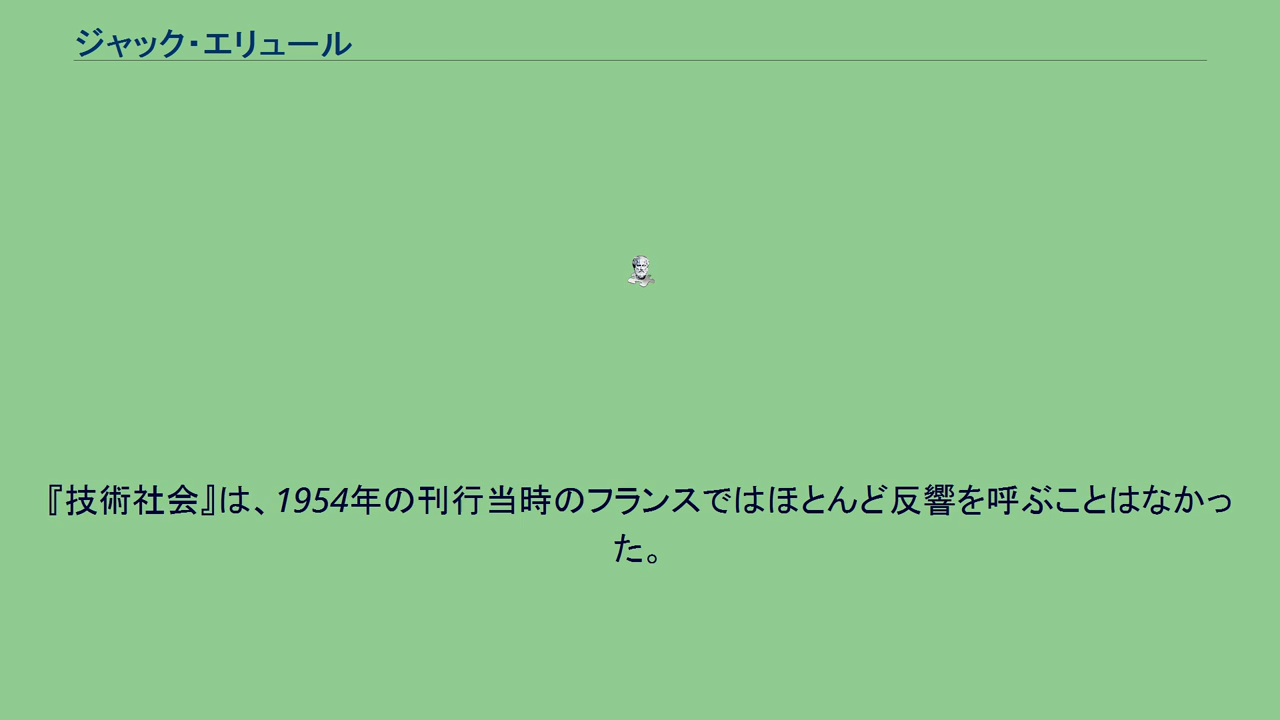 ジャック・エリュール
『技術社会』は、1954年の刊行当時のフランスではほとんど反響を呼ぶことはなかっ
た。